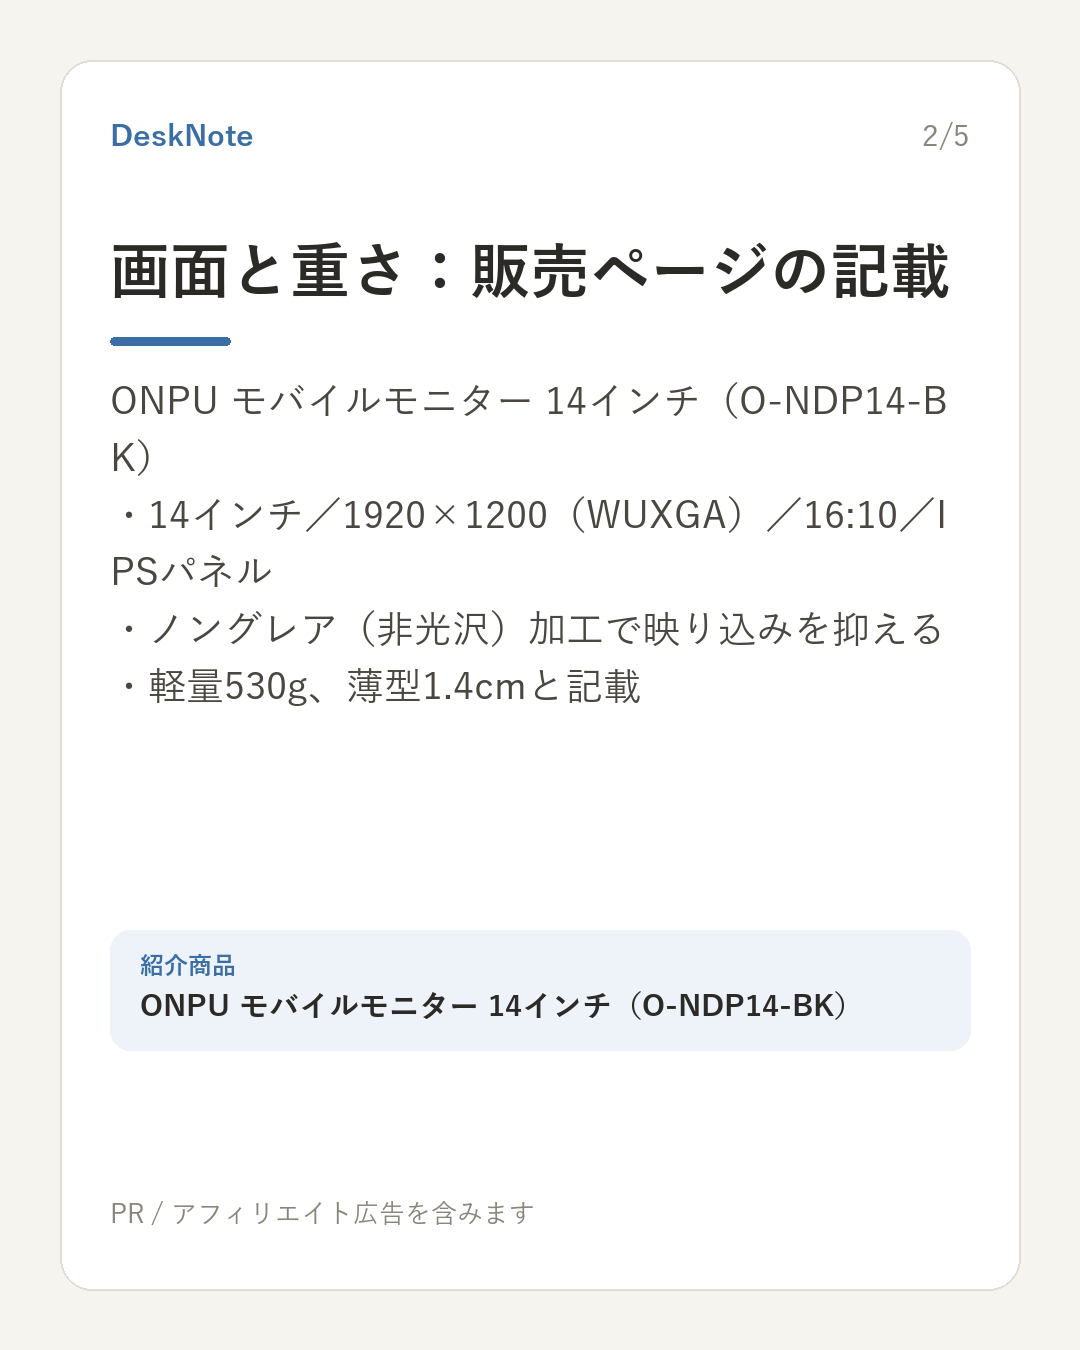 DeskNote
2/5
画面と重さ：販売ページの記載
ONPU モバイルモニター 14インチ（O-NDP14-B
K）
・14インチ／1920×1200（WUXGA）／16:10／I
PSパネル
・ノングレア（非光沢）加工で映り込みを抑える
・軽量530g、薄型1.4cmと記載
紹介商品
ONPU モバイルモニター 14インチ（O-NDP14-BK）
PR / アフィリエイト広告を含みます